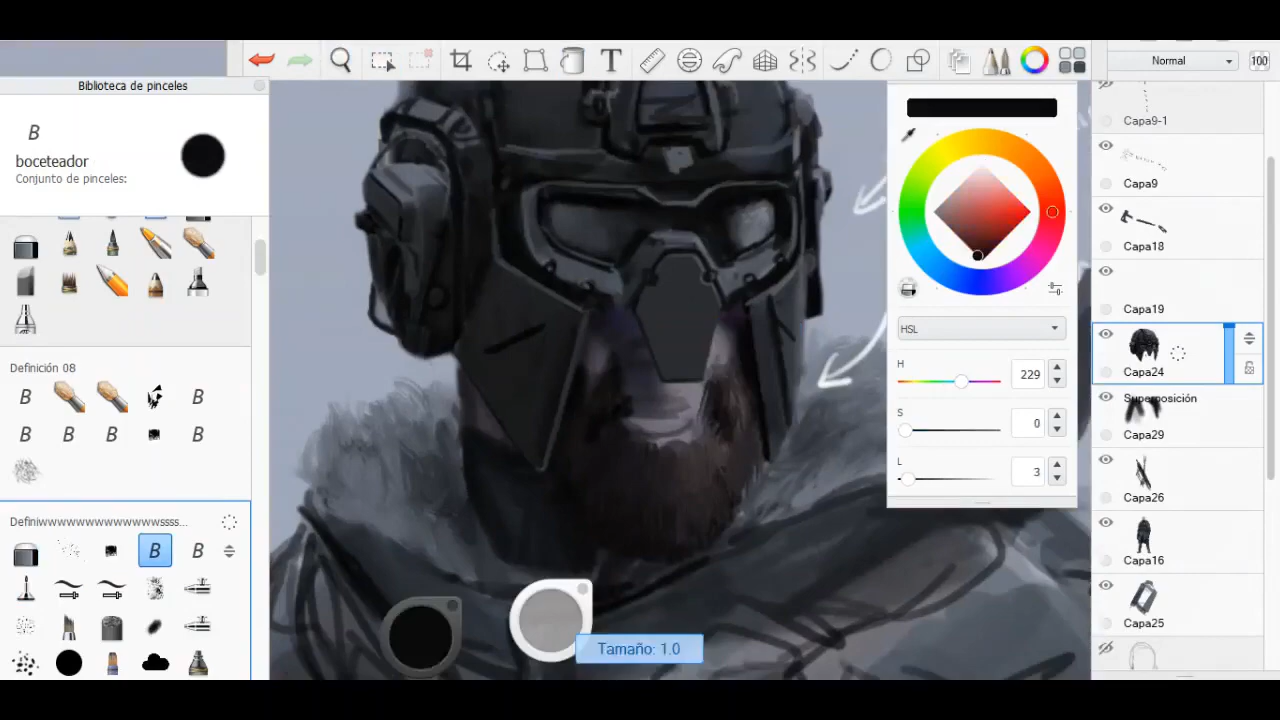 Normal
100
Biblioteca de pinceles
B
boceteador
Conjunto de pinceles:
T
Capa9-1
Capa9
Capa18
Capa19
HSL
Capa24
H
229
Definición 08
Superposición
B
B
Capa29
S
0
B
B
B
B
L
3
Capa26
Definiwwwwwwwwwwwwwwssss...
B
B
Capa16
Capa25
Tamaño: 1.0